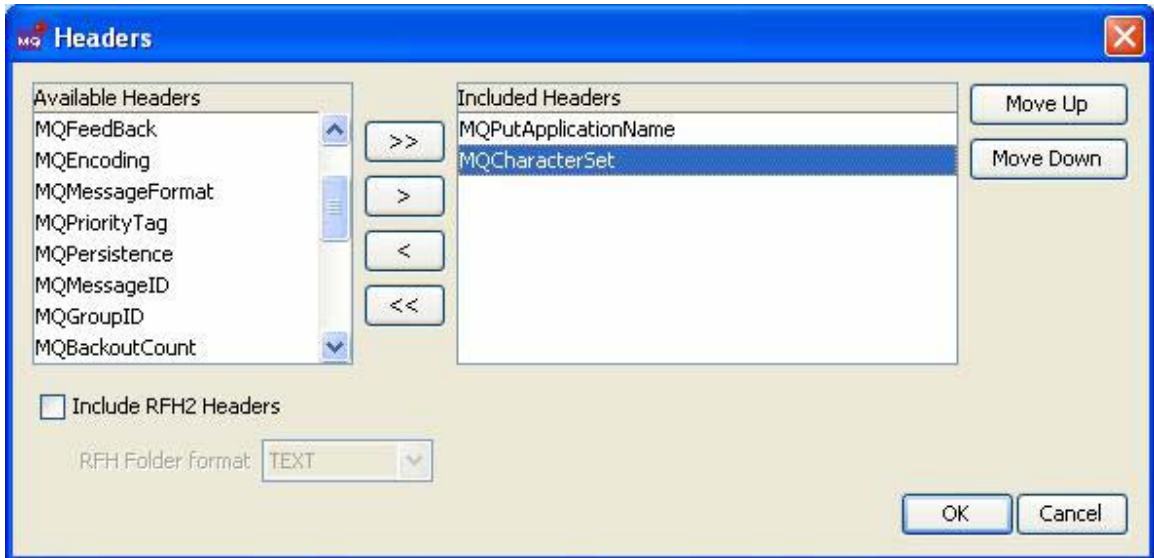 MQ Headers
Available Headers
MQFeedBack
MQEncoding
MQMessageFormat
MQPriorityTag
MQPersistence
MQMessageID
MQGroupID
MQBackoutCount
>>
>
<
<<
Included Headers
MQPutApplicationName
MQCharacterSet
Move Up
Move Down
Include RFH2 Headers
RFH Folder format TEXT
OK Cancel